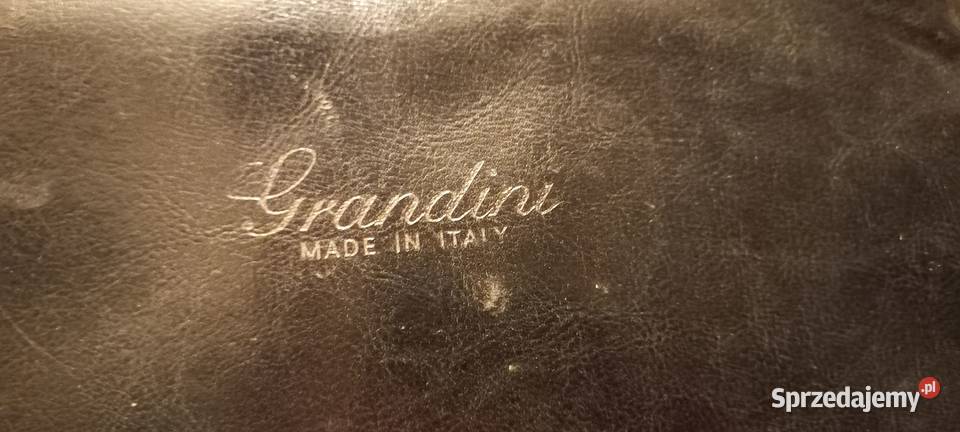 Grandini
MADE IN ITALY
Sprzedajemy.pl